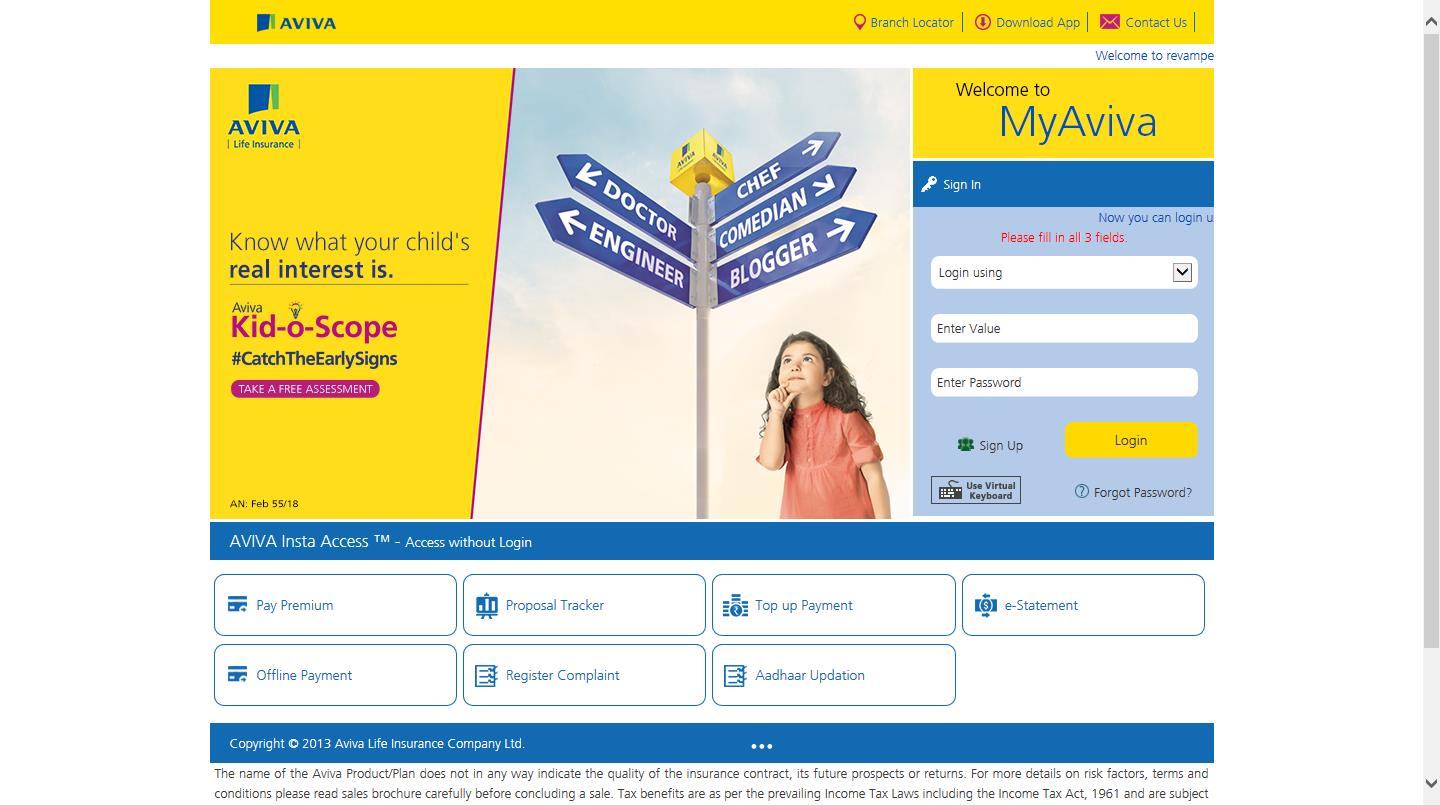 AVIVA
Branch Locator
Download App
Contact Us
Welcome to revampe
AVIVA
Life Insurance
Know what your child's
real interest is.
Aviva
Kid-o-Scope
#CatchTheEarlySigns
TAKE A FREE ASSESSMENT
AN: Feb 55/18
AVIVA
DOCTOR
ENGINEER
CHEF
COMEDIAN
BLOGGER
Welcome to
MyAviva
Sign In
Now you can login u
Please fill in all 3 fields.
Login using
Enter Value
Enter Password
Sign Up
Login
Use Virtual
Keyboard
Forgot Password?
AVIVA Insta Access ™ - Access without Login
Pay Premium
Proposal Tracker
Top up Payment
e-Statement
Offline Payment
Register Complaint
Aadhaar Updation
Copyright © 2013 Aviva Life Insurance Company Ltd.
The name of the Aviva Product/Plan does not in any way indicate the quality of the insurance contract, its future prospects or returns. For more details on risk factors, terms and
conditions please read sales brochure carefully before concluding a sale. Tax benefits are as per the prevailing Income Tax Laws including the Income Tax Act, 1961 and are subject